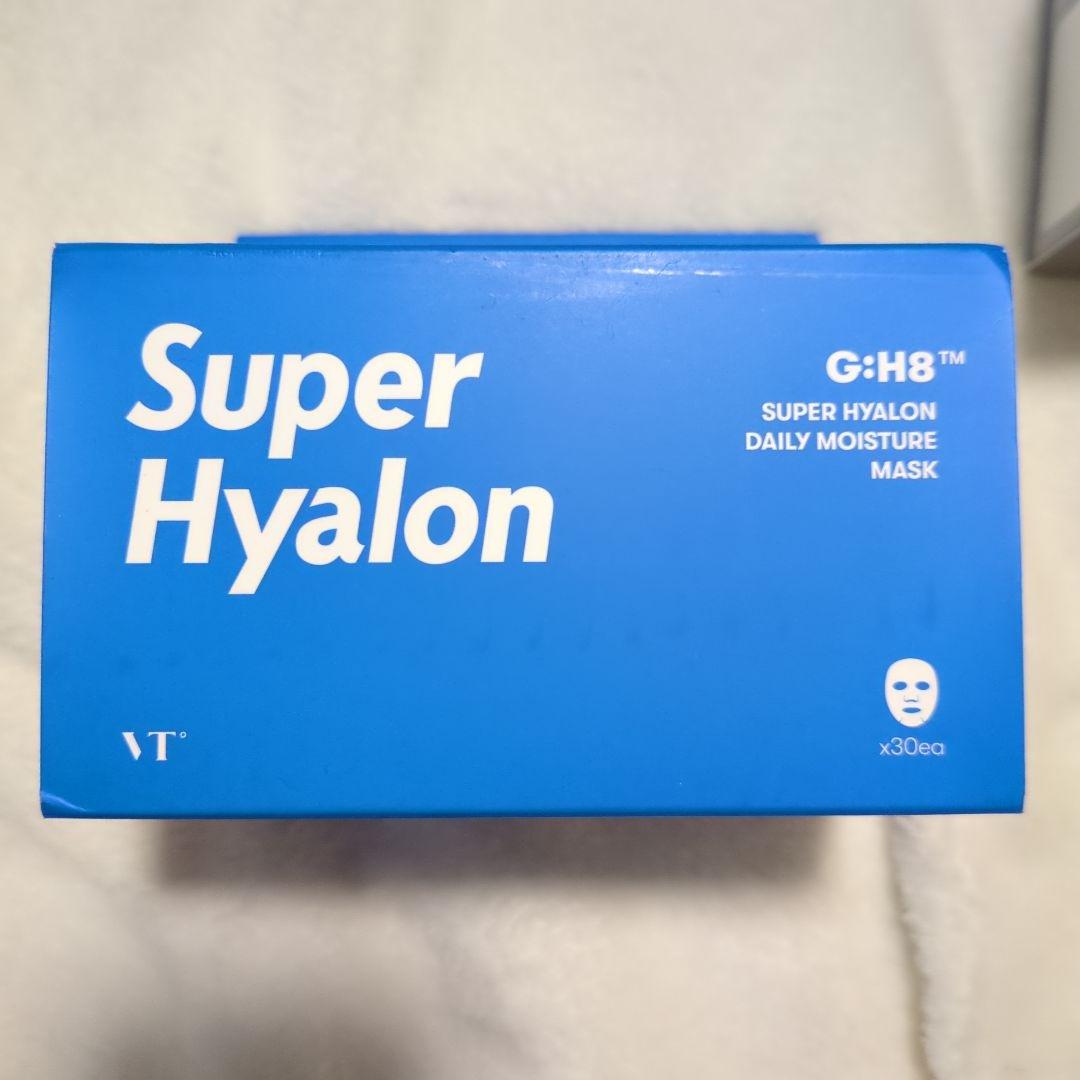 Super
Hyalon
G:H8™
SUPER HYALON
DAILY MOISTURE
MASK
VT°
x30ea